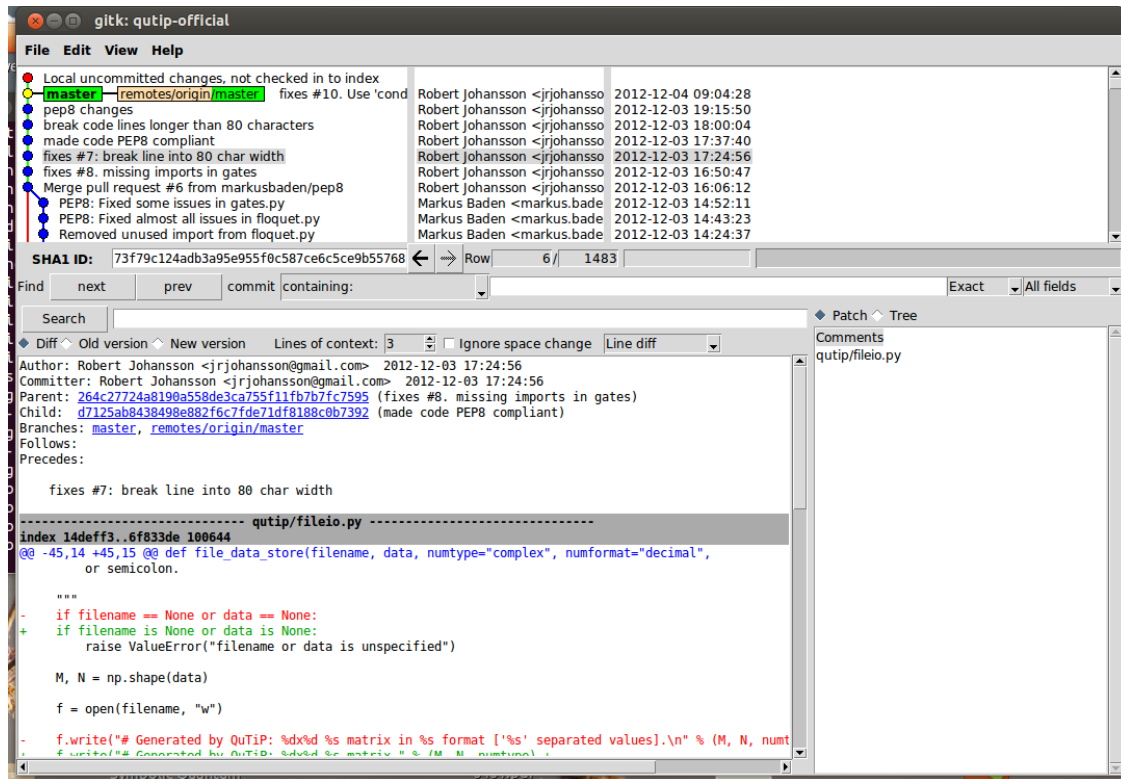 gitk: qutip-official
File Edit View Help
Local uncommitted changes, not checked in to index
master remotes/origin/master fixes #10. Use 'cond Robert Johansson <jrjohansso 2012-12-04 09:04:28
pep8 changes Robert Johansson <jrjohansso 2012-12-03 19:15:50
break code lines longer than 80 characters Robert Johansson <jrjohansso 2012-12-03 18:00:04
made code PEP8 compliant Robert Johansson <jrjohansso 2012-12-03 17:37:40
fixes #7: break line into 80 char width Robert Johansson <jrjohansso 2012-12-03 17:24:56
fixes #8. missing imports in gates Robert Johansson <jrjohansso 2012-12-03 16:50:47
Merge pull request #6 from markusbaden/pep8 Robert Johansson <jrjohansso 2012-12-03 16:06:12
PEP8: Fixed some issues in gates.py Markus Baden <markus.bade 2012-12-03 14:52:11
PEP8: Fixed almost all issues in floquet.py Markus Baden <markus.bade 2012-12-03 14:43:23
Removed unused import from floquet.py Markus Baden <markus.bade 2012-12-03 14:24:37
SHA1 ID: 73f79c124adb3a95e955f0c587ce6c5ce9b55768 Row 6 / 1483
Find next prev commit containing: Exact All fields
Search
Patch Tree
Diff Old version New version Lines of context: 3 Ignore space change Line diff
Comments
qutip/fileio.py
Author: Robert Johansson <jrjohansson@gmail.com> 2012-12-03 17:24:56
Committer: Robert Johansson <jrjohansson@gmail.com> 2012-12-03 17:24:56
Parent: 264c27724a8190a558de3ca755f11fb7b7fc7595 (fixes #8. missing imports in gates)
Child: d7125ab8438498e882f6c7fde71df8188c0b7392 (made code PEP8 compliant)
Branches: master, remotes/origin/master
Follows:
Precedes:
fixes #7: break line into 80 char width
------------------------------- qutip/fileio.py -------------------------------
index 14deff3..6f833de 100644
@@ -45,14 +45,15 @@ def file_data_store(filename, data, numtype="complex", numformat="decimal",
or semicolon.
"""
- if filename == None or data == None:
+ if filename is None or data is None:
raise ValueError("filename or data is unspecified")
M, N = np.shape(data)
f = open(filename, "w")
- f.write("# Generated by QuTiP: %dx%d %s matrix in %s format ['%s' separated values].\n" % (M, N, numt
+ f.write("# Generated by QuTiP: %dx%d %s matrix " % (M, N, numtype) +